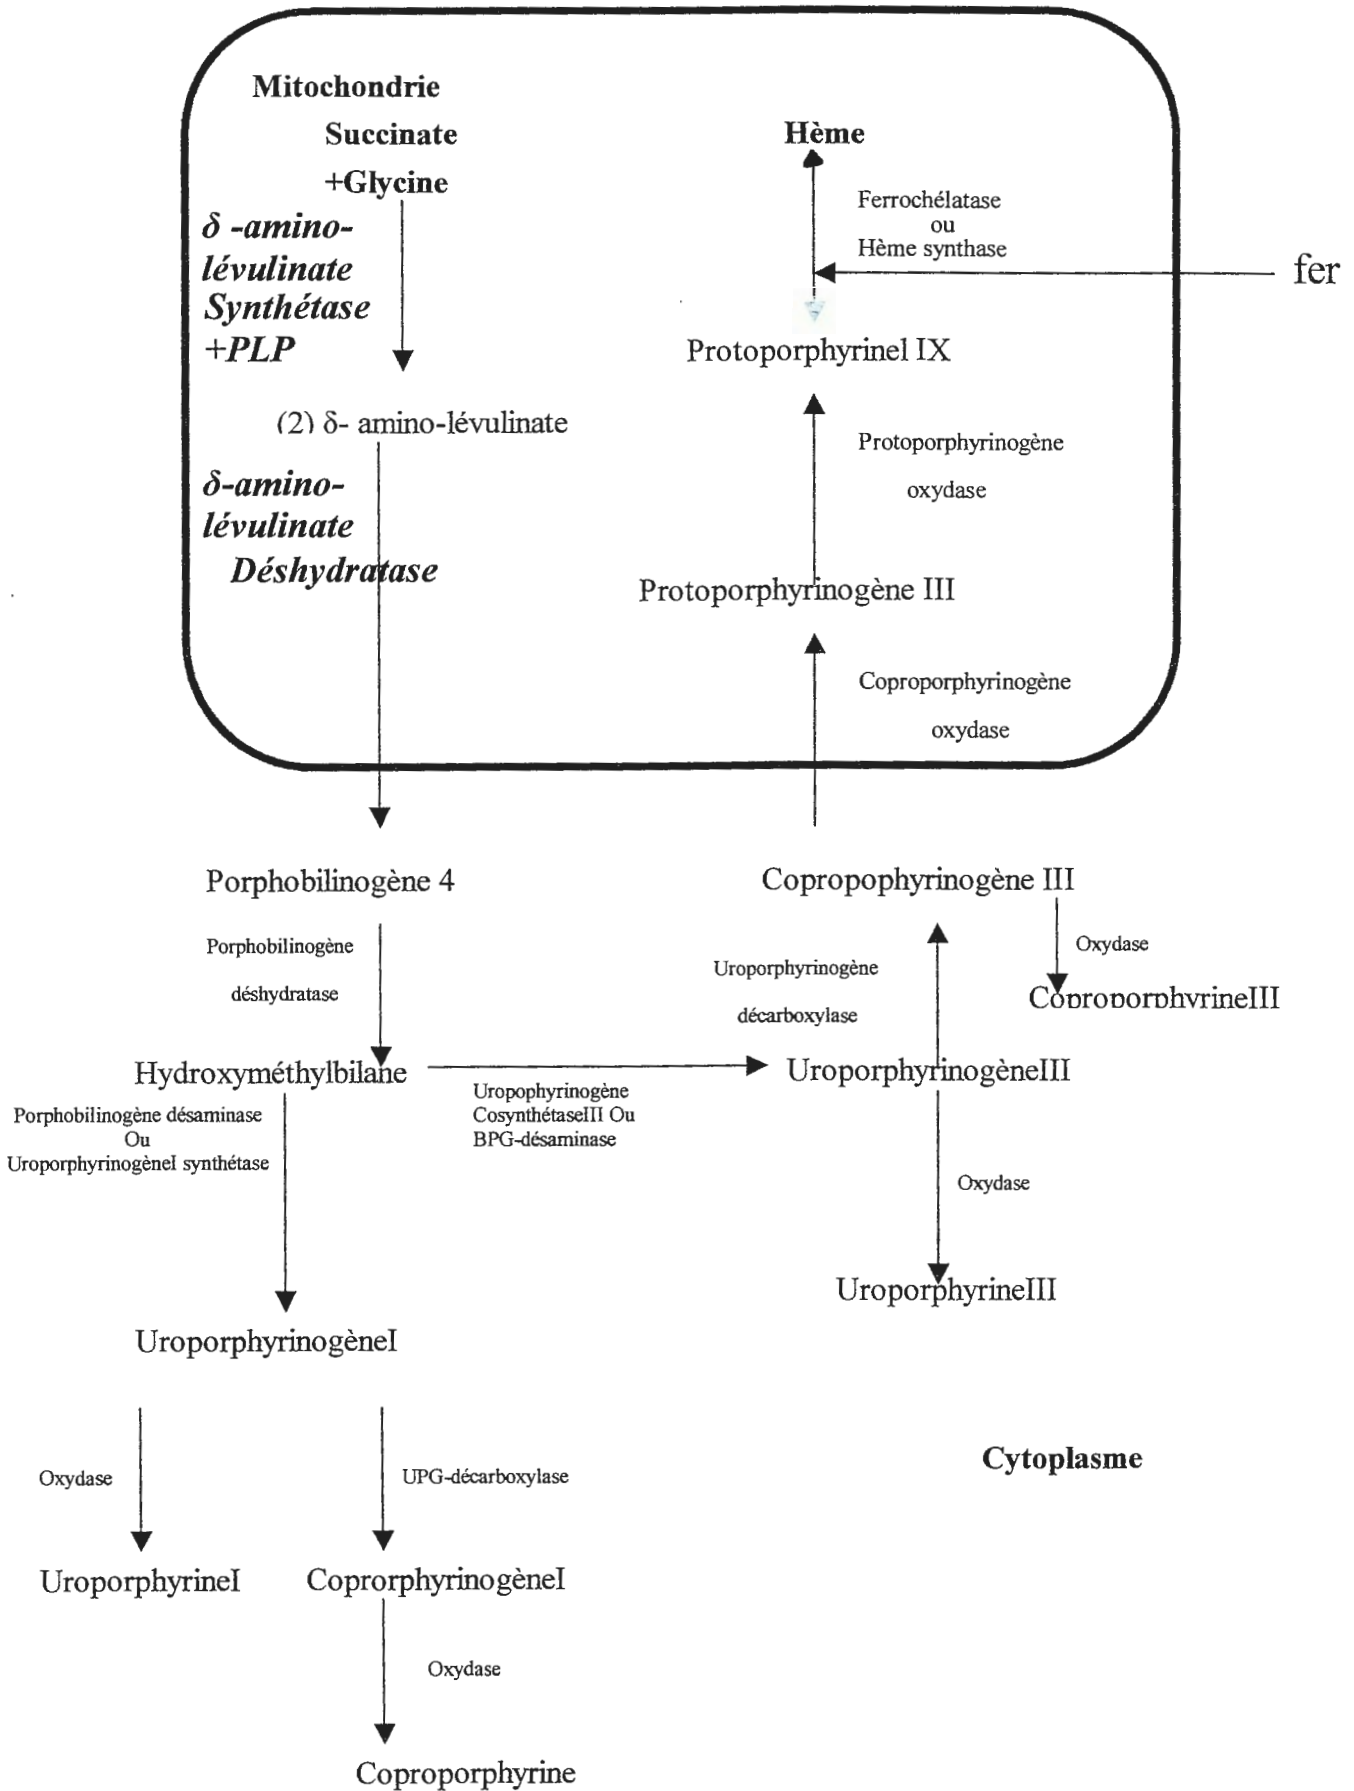 Mitochondrie
Succinate
+Glycine
δ -amino-
lévulinate
Synthétase
+PLP
(2) δ- amino-lévulinate
δ-amino-
lévulinate
Déshydratase
Hème
Ferrochélatase
ou
Hème synthase
fer
Protoporphyrinel IX
Protoporphyrinogène
oxydase
Protoporphyrinogène III
Coproporphyrinogène
oxydase
Porphobilinogène 4
Porphobilinogène
déshydratase
Hydroxyméthylbilane
Porphobilinogène désaminase
Ou
UroporphyrinogèneI synthétase
Uropophyrinogène
CosynthétaseIII Ou
BPG-désaminase
Copropophyrinogène III
Oxydase
CoproporphyrineIII
Uroporphyrinogène
décarboxylase
UroporphyrinogèneIII
Oxydase
UroporphyrineIII
UroporphyrinogèneI
Oxydase
UPG-décarboxylase
UroporphyrineI
CoprorphyrinogèneI
Oxydase
Coproporphyrine
Cytoplasme